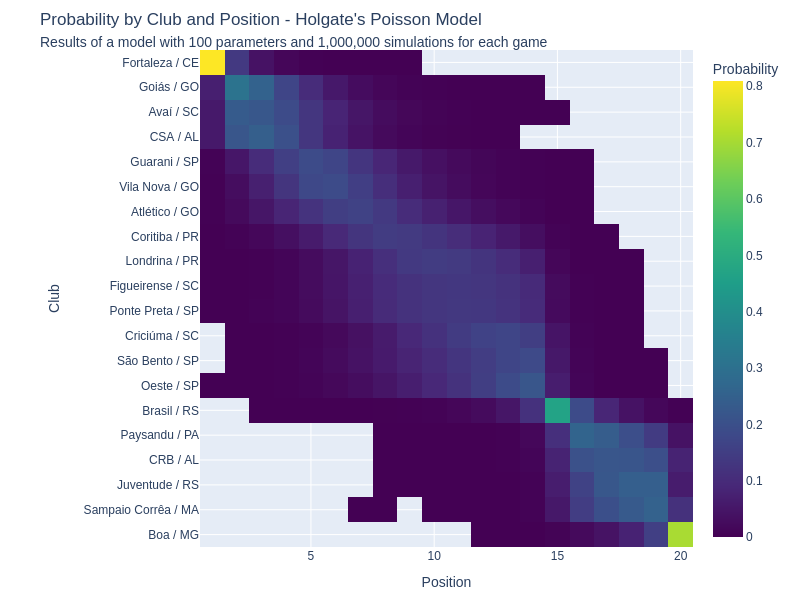 Probability by Club and Position - Holgate's Poisson Model
Results of a model with 100 parameters and 1,000,000 simulations for each game
Probability
Fortaleza / CE
Goiás / GO
Avaí / SC
CSA / AL
Guarani / SP
Vila Nova / GO
Atlético / GO
Coritiba / PR
Londrina / PR
Figueirense / SC
Ponte Preta / SP
Criciúma / SC
São Bento / SP
Oeste / SP
Brasil / RS
Paysandu / PA
CRB / AL
Juventude / RS
Sampaio Corrêa / MA
Boa / MG
Club
0.8
0.7
0.6
0.5
0.4
0.3
0.2
0.1
0
5
10
15
20
Position